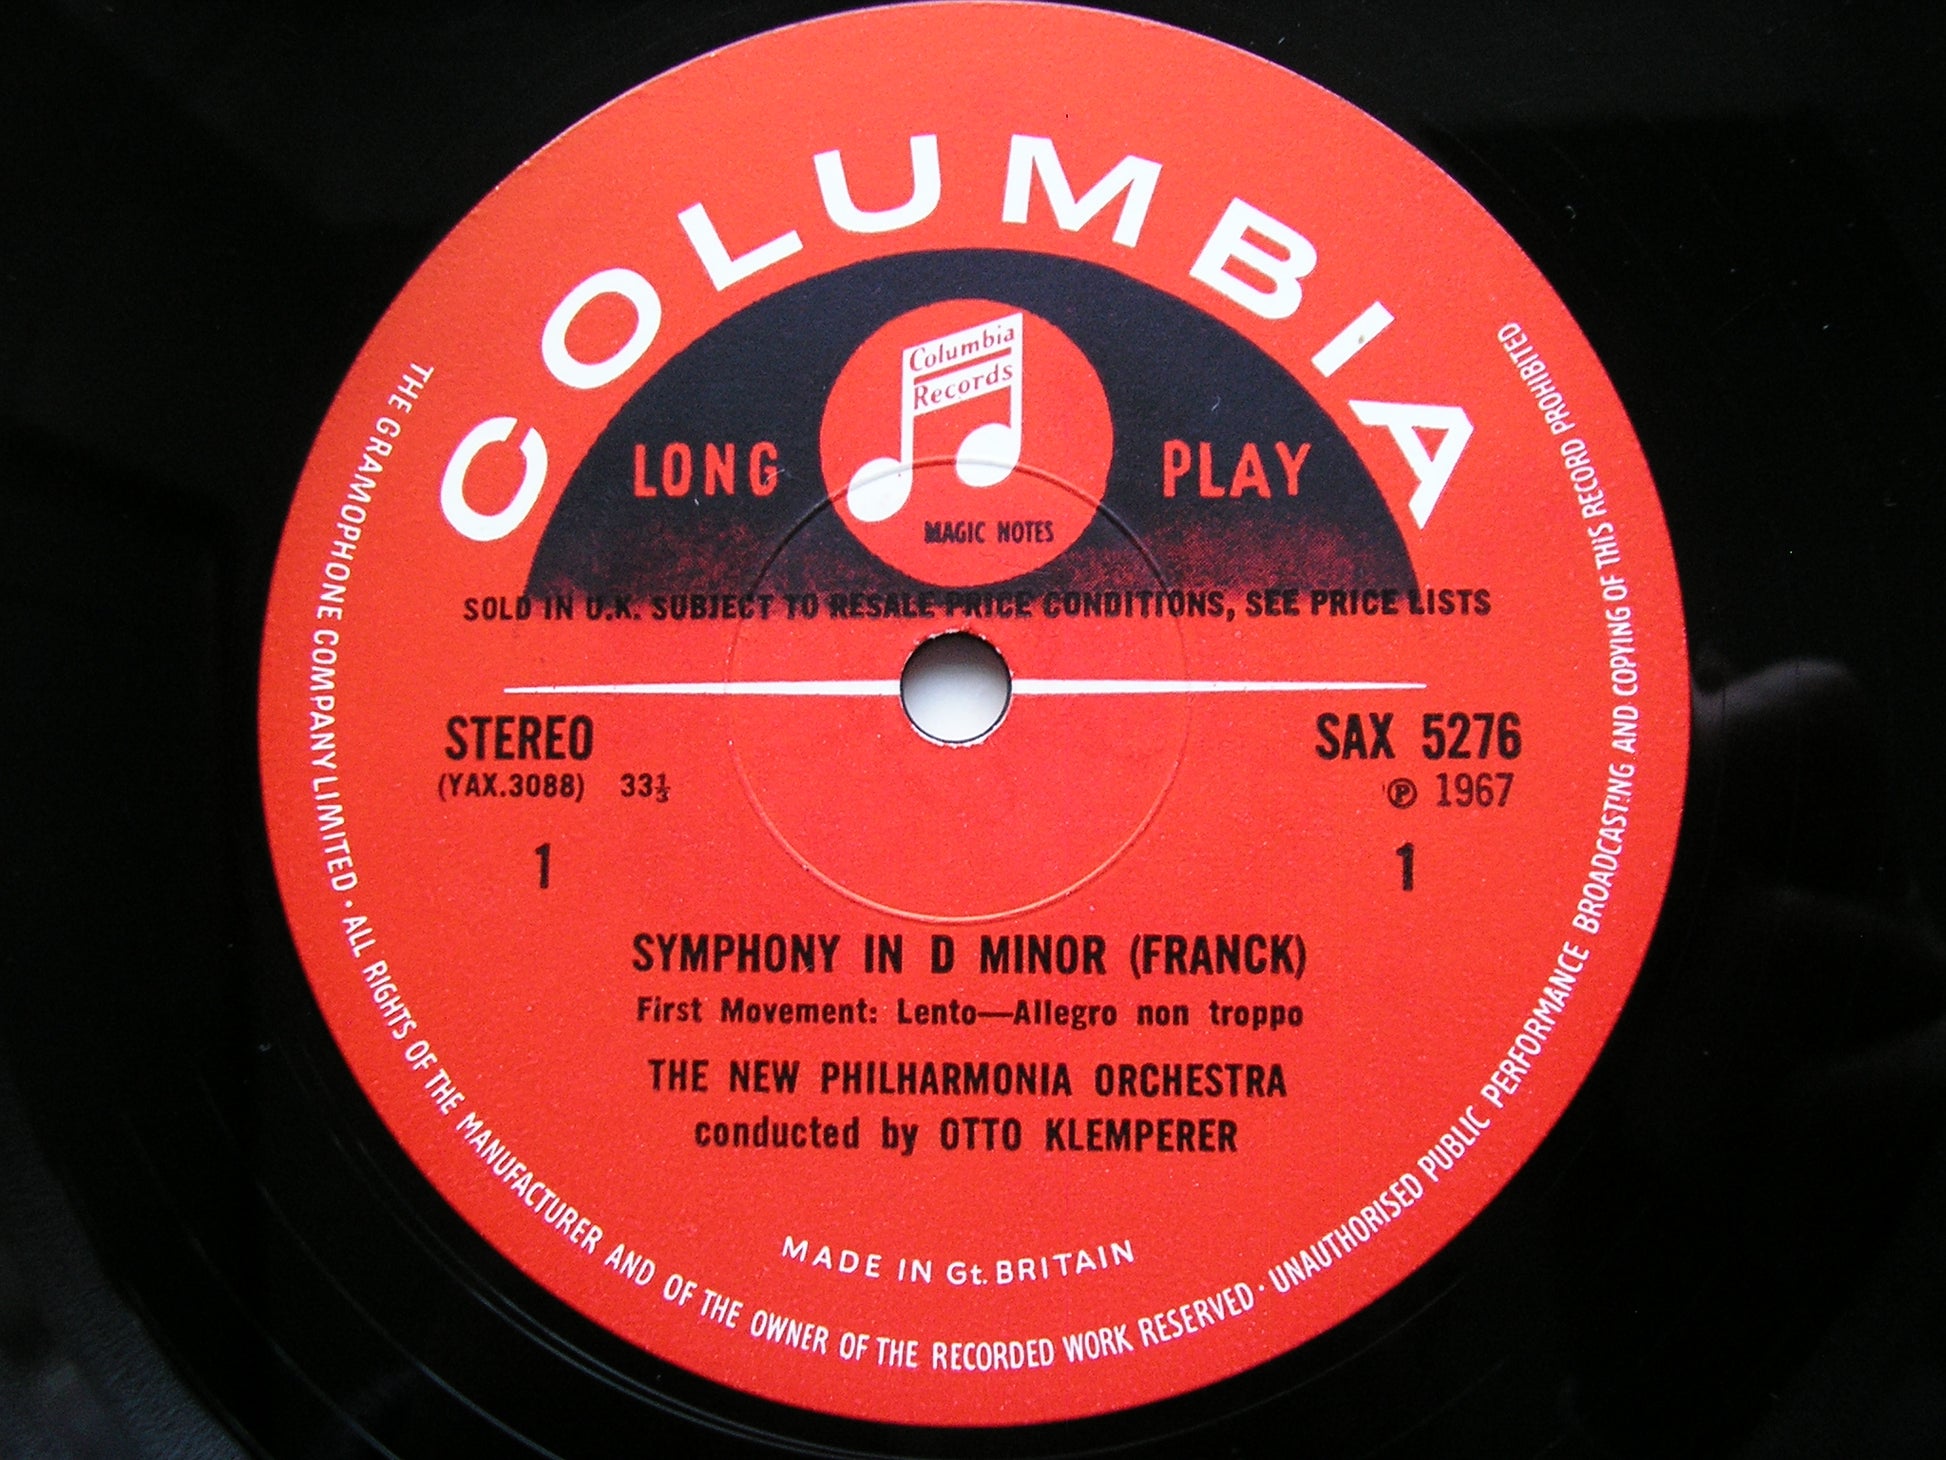 COLUMBIA
Columbia
Records
LONG PLAY
MAGIC NOTES
SOLD IN U.K. SUBJECT TO RESALE PRICE CONDITIONS, SEE PRICE LISTS
STEREO SAX 5276
(YAX.3088) 33⅓ ℗ 1967
1 1
SYMPHONY IN D MINOR (FRANCK)
First Movement: Lento—Allegro non troppo
THE NEW PHILHARMONIA ORCHESTRA
conducted by OTTO KLEMPERER
MADE IN Gt. BRITAIN
THE GRAMOPHONE COMPANY LIMITED · ALL RIGHTS OF THE MANUFACTURER AND OF THE OWNER OF THE RECORDED WORK RESERVED · UNAUTHORISED PUBLIC PERFORMANCE BROADCASTING AND COPYING OF THIS RECORD PROHIBITED